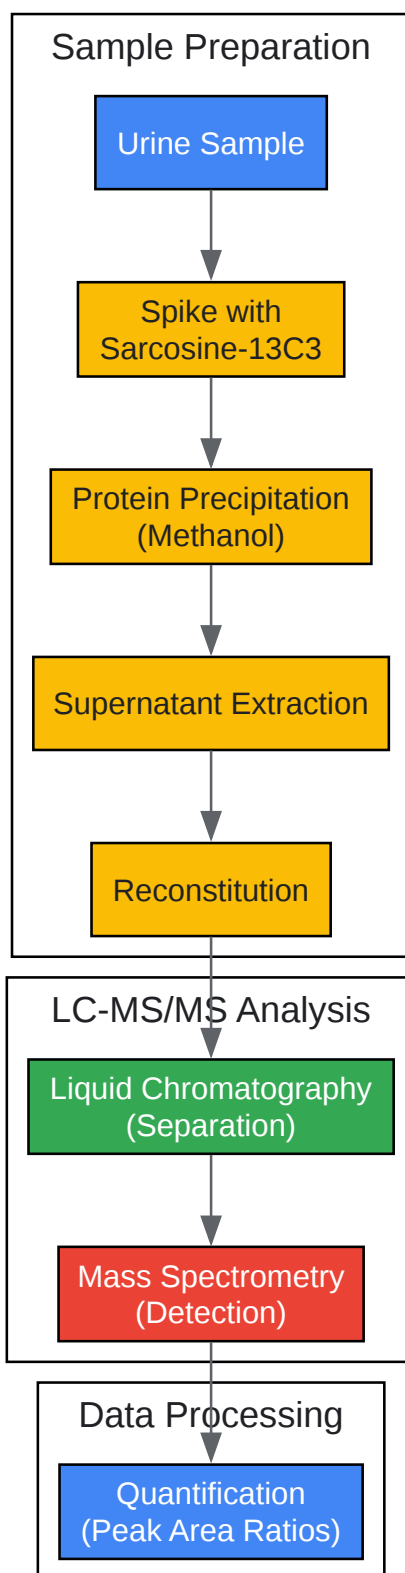 Sample Preparation
Urine Sample
Spike with
Sarcosine-13C3
Protein Precipitation
(Methanol)
Supernatant Extraction
Reconstitution
LC-MS/MS Analysis
Liquid Chromatography
(Separation)
Mass Spectrometry
(Detection)
Data Processing
Quantification
(Peak Area Ratios)